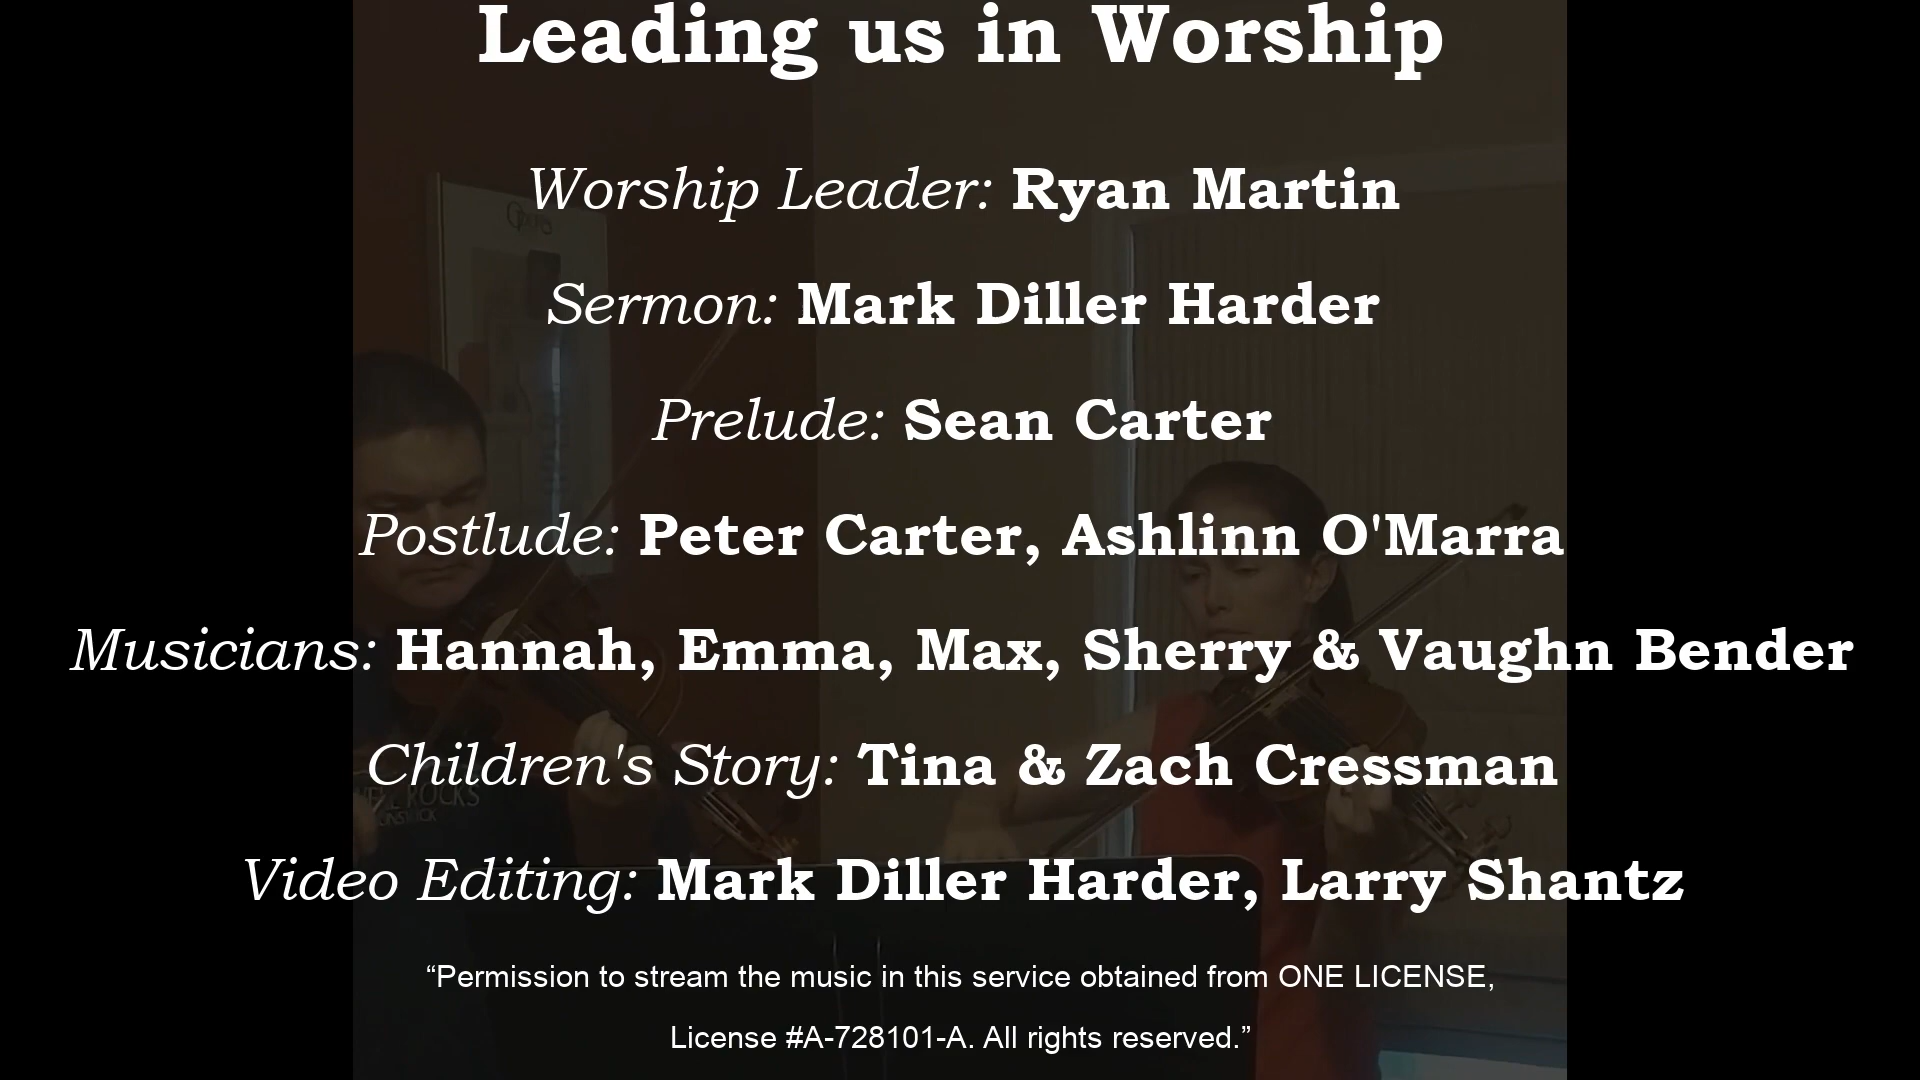 Leading us in Worship
Worship Leader: Ryan Martin
Sermon: Mark Diller Harder
Prelude: Sean Carter
Postlude: Peter Carter, Ashlinn O'Marra
Musicians: Hannah, Emma, Max, Sherry & Vaughn Bender
Children's Story: Tina & Zach Cressman
Video Editing: Mark Diller Harder, Larry Shantz
“Permission to stream the music in this service obtained from ONE LICENSE,
License #A-728101-A. All rights reserved.”
ROCKS